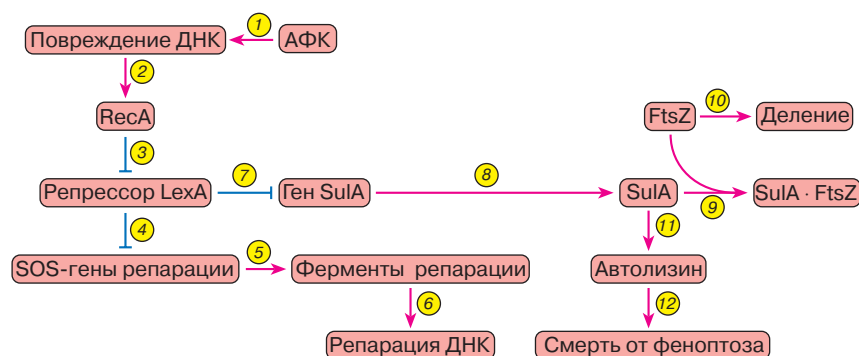 1
Повреждение ДНК
АФК
2
RecA
FtsZ
10
Деление
3
Репрессор LexA
7
Ген SulA
8
SulA
9
SulA · FtsZ
4
11
SOS-гены репарации
5
Ферменты репарации
Автолизин
6
12
Репарация ДНК
Смерть от феноптоза